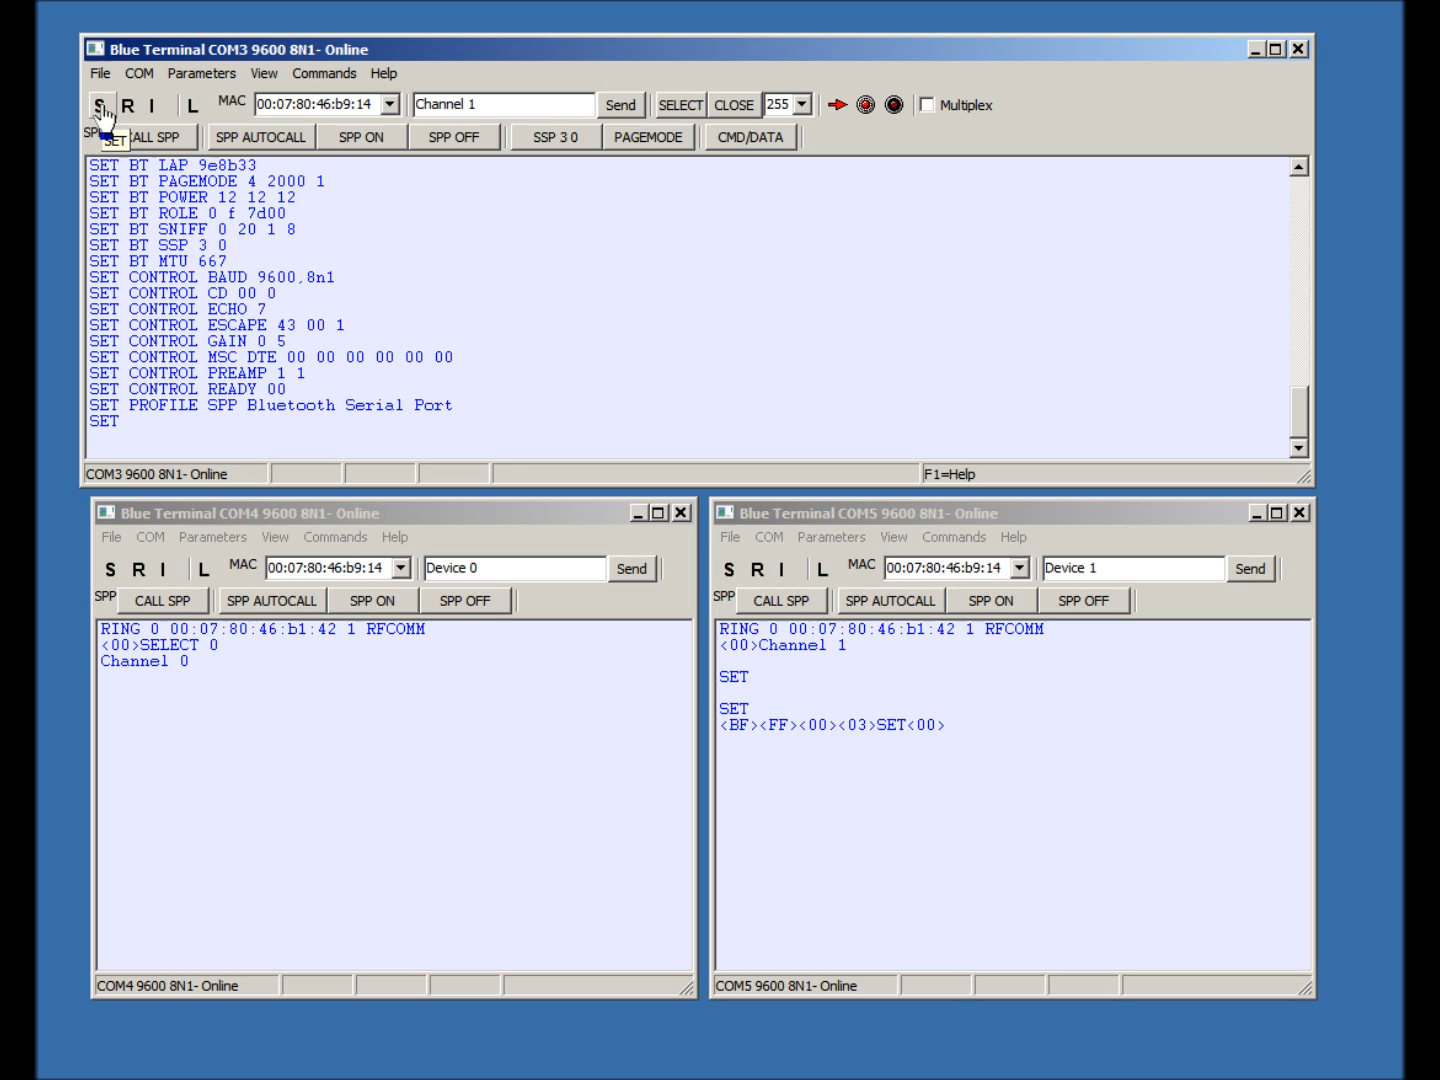 Blue Terminal COM3 9600 8N1- Online
File COM Parameters View Commands Help
S R I L MAC 00:07:80:46:b9:14 Channel 1 Send SELECT CLOSE 255 Multiplex
ALL SPP SPP AUTOCALL SPP ON SPP OFF SSP 3 0 PAGEMODE CMD/DATA
SET
SET BT LAP 9e8b33
SET BT PAGEMODE 4 2000 1
SET BT POWER 12 12 12
SET BT ROLE 0 f 7d00
SET BT SNIFF 0 20 1 8
SET BT SSP 3 0
SET BT MTU 667
SET CONTROL BAUD 9600,8n1
SET CONTROL CD 00 0
SET CONTROL ECHO 7
SET CONTROL ESCAPE 43 00 1
SET CONTROL GAIN 0 5
SET CONTROL MSC DTE 00 00 00 00 00 00
SET CONTROL PREAMP 1 1
SET CONTROL READY 00
SET PROFILE SPP Bluetooth Serial Port
SET
COM3 9600 8N1- Online F1=Help
Blue Terminal COM4 9600 8N1- Online
File COM Parameters View Commands Help
S R I L MAC 00:07:80:46:b9:14 Device 0 Send
SPP CALL SPP SPP AUTOCALL SPP ON SPP OFF
RING 0 00:07:80:46:b1:42 1 RFCOMM
<00>SELECT 0
Channel 0
COM4 9600 8N1- Online
Blue Terminal COM5 9600 8N1- Online
File COM Parameters View Commands Help
S R I L MAC 00:07:80:46:b9:14 Device 1 Send
SPP CALL SPP SPP AUTOCALL SPP ON SPP OFF
RING 0 00:07:80:46:b1:42 1 RFCOMM
<00>Channel 1
SET
SET
<BF><FF><00><03>SET<00>
COM5 9600 8N1- Online